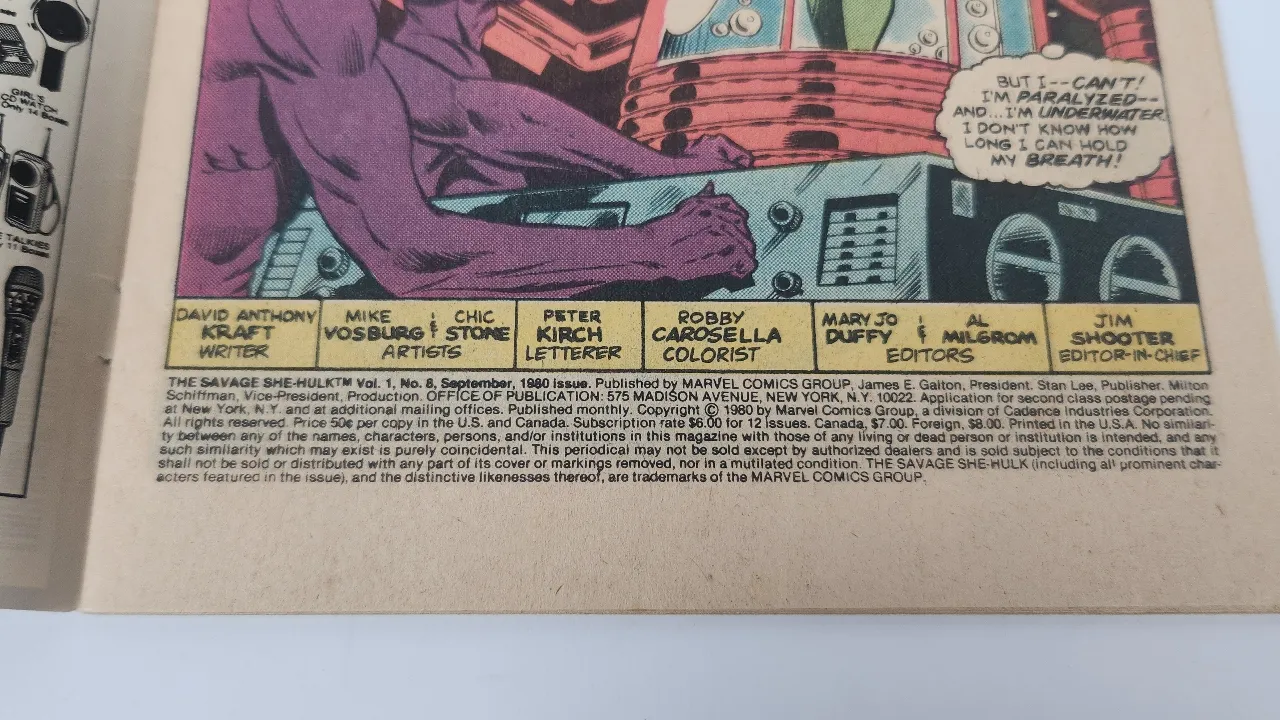 GIRL'S
CD WATCH
Only 14 Boxes
E TALKIES
y 11 Boxes
BUT I--CAN'T!
I'M PARALYZED--
AND...I'M UNDERWATER
I DON'T KNOW HOW
LONG I CAN HOLD
MY BREATH!
DAVID ANTHONY
KRAFT
WRITER
MIKE & CHIC
VOSBURG & STONE
ARTISTS
PETER
KIRCH
LETTERER
ROBBY
CAROSELLA
COLORIST
MARY JO & AL
DUFFY & MILGROM
EDITORS
JIM
SHOOTER
EDITOR-IN-CHIEF
THE SAVAGE SHE-HULK™ Vol. 1, No. 8, September, 1980 issue. Published by MARVEL COMICS GROUP, James E. Galton, President. Stan Lee, Publisher. Milton
Schiffman, Vice-President, Production. OFFICE OF PUBLICATION: 575 MADISON AVENUE, NEW YORK, N.Y. 10022. Application for second class postage pending
at New York, N.Y. and at additional mailing offices. Published monthly. Copyright © 1980 by Marvel Comics Group, a division of Cadence Industries Corporation.
All rights reserved. Price 50¢ per copy in the U.S. and Canada. Subscription rate $6.00 for 12 issues. Canada, $7.00. Foreign, $8.00. Printed in the U.S.A. No similari-
ty between any of the names, characters, persons, and/or institutions in this magazine with those of any living or dead person or institution is intended, and any
such similarity which may exist is purely coincidental. This periodical may not be sold except by authorized dealers and is sold subject to the conditions that it
shall not be sold or distributed with any part of its cover or markings removed, nor in a mutilated condition. THE SAVAGE SHE-HULK (including all prominent char-
acters featured in the issue), and the distinctive likenesses thereof, are trademarks of the MARVEL COMICS GROUP.